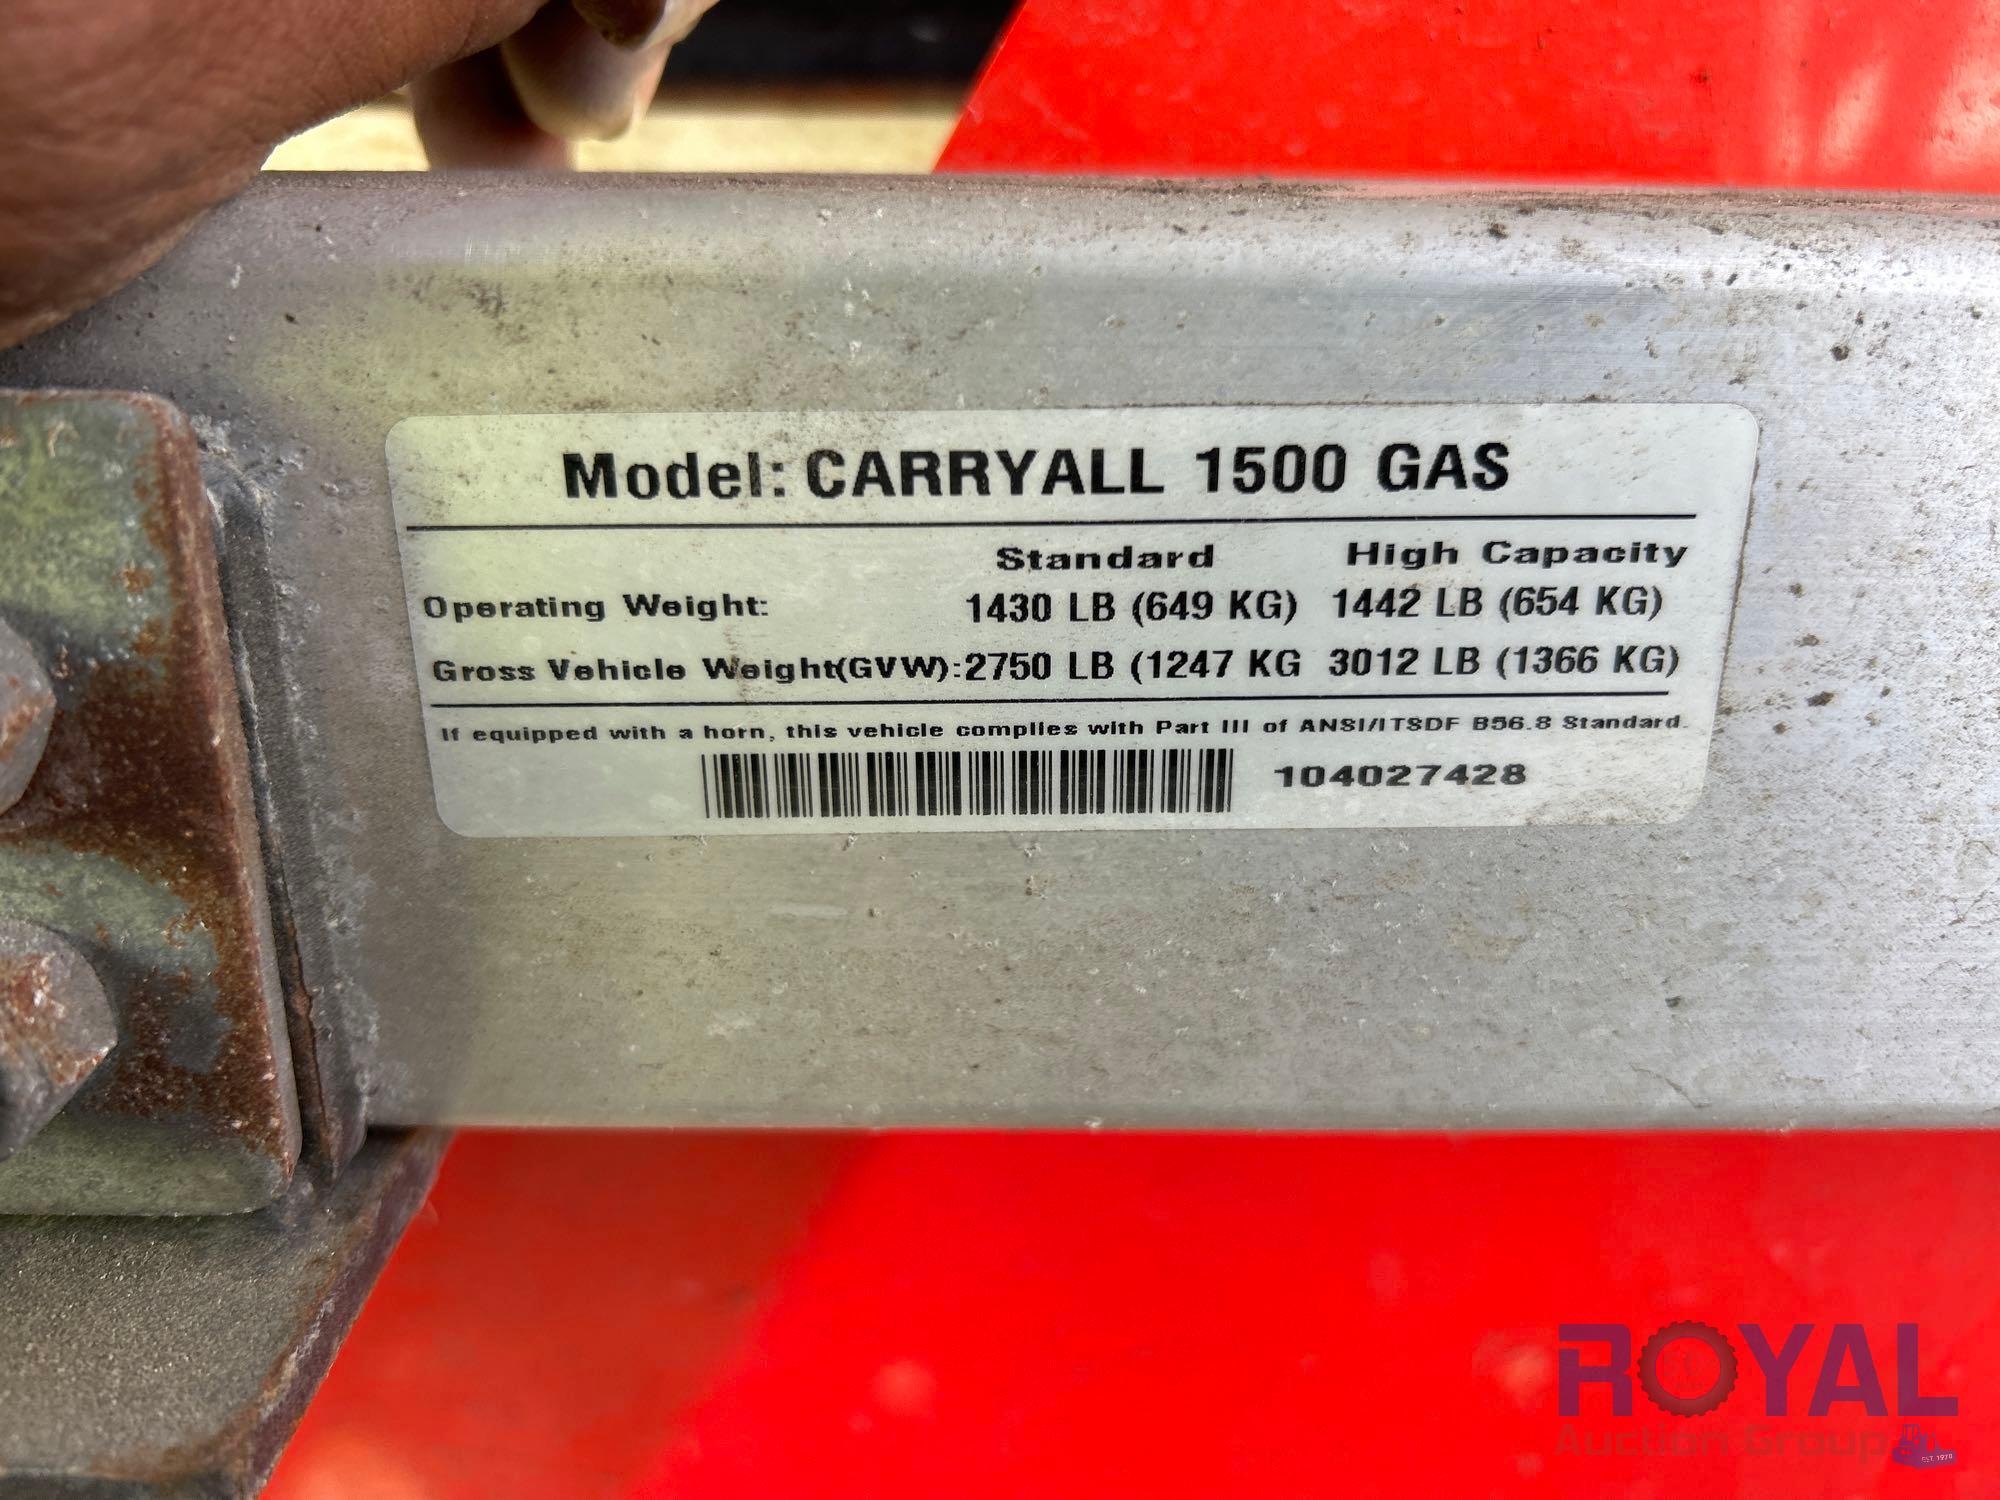 Model: CARRYALL 1500 GAS
Standard High Capacity
Operating Weight: 1430 LB (649 KG) 1442 LB (654 KG)
Gross Vehicle Weight(GVW): 2750 LB (1247 KG 3012 LB (1366 KG)
If equipped with a horn, this vehicle complies with Part III of ANSI/ITSDF B56.8 Standard.
104027428
ROYAL
Auction Group
EST. 1978